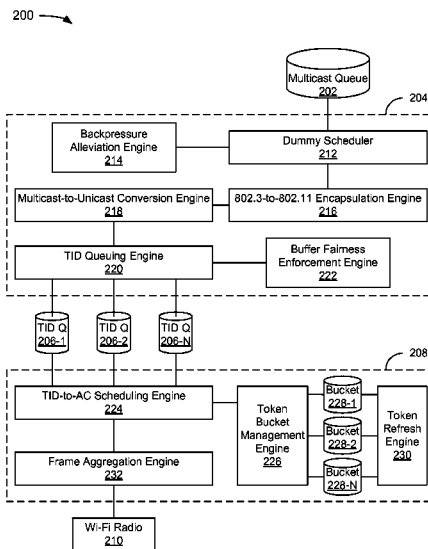 200
Multicast Queue
202
204
Backpressure
Alleviation Engine
214
Dummy Scheduler
212
Multicast-to-Unicast Conversion Engine
218
802.3-to-802.11 Encapsulation Engine
216
TID Queuing Engine
220
Buffer Fairness
Enforcement Engine
222
TID Q
206-1
TID Q
206-2
TID Q
206-N
208
TID-to-AC Scheduling Engine
224
Token
Bucket
Management
Engine
226
Bucket
228-1
Bucket
228-2
Bucket
228-N
Token
Refresh
Engine
230
Frame Aggregation Engine
232
Wi-Fi Radio
210